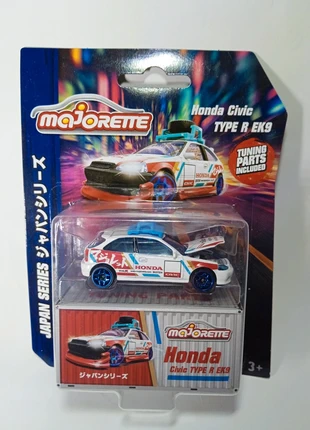 majorette
Honda Civic
TYPE R EK9
TUNING
PARTS
INCLUDED
JAPAN SERIES ジャパンシリーズ
HONDA
CIVIC
majorette
Honda
Civic TYPE R EK9
ジャパンシリーズ
3+